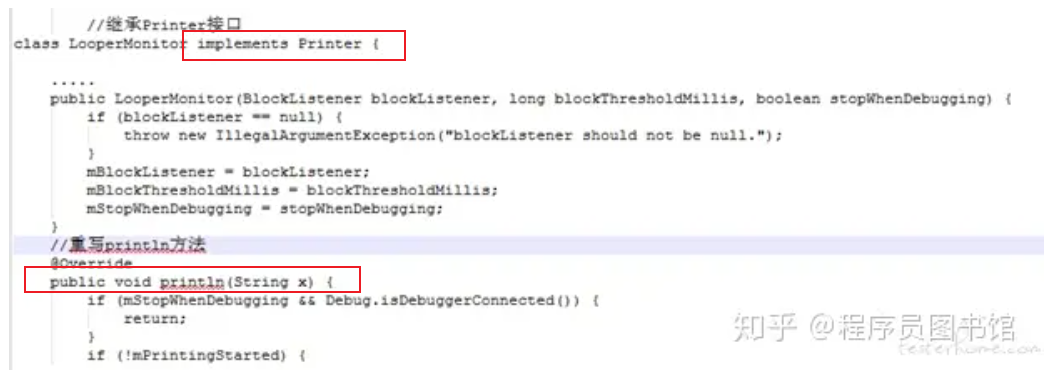 //继承Printer接口
class LooperMonitor implements Printer {
.....
public LooperMonitor(BlockListener blockListener, long blockThresholdMillis, boolean stopWhenDebugging) {
if (blockListener == null) {
throw new IllegalArgumentException("blockListener should not be null.");
}
mBlockListener = blockListener;
mBlockThresholdMillis = blockThresholdMillis;
mStopWhenDebugging = stopWhenDebugging;
}
//重写println方法
@Override
public void println(String x) {
if (mStopWhenDebugging && Debug.isDebuggerConnected()) {
return;
}
if (!mPrintingStarted) {
知乎 @程序员图书馆
testerhome.com